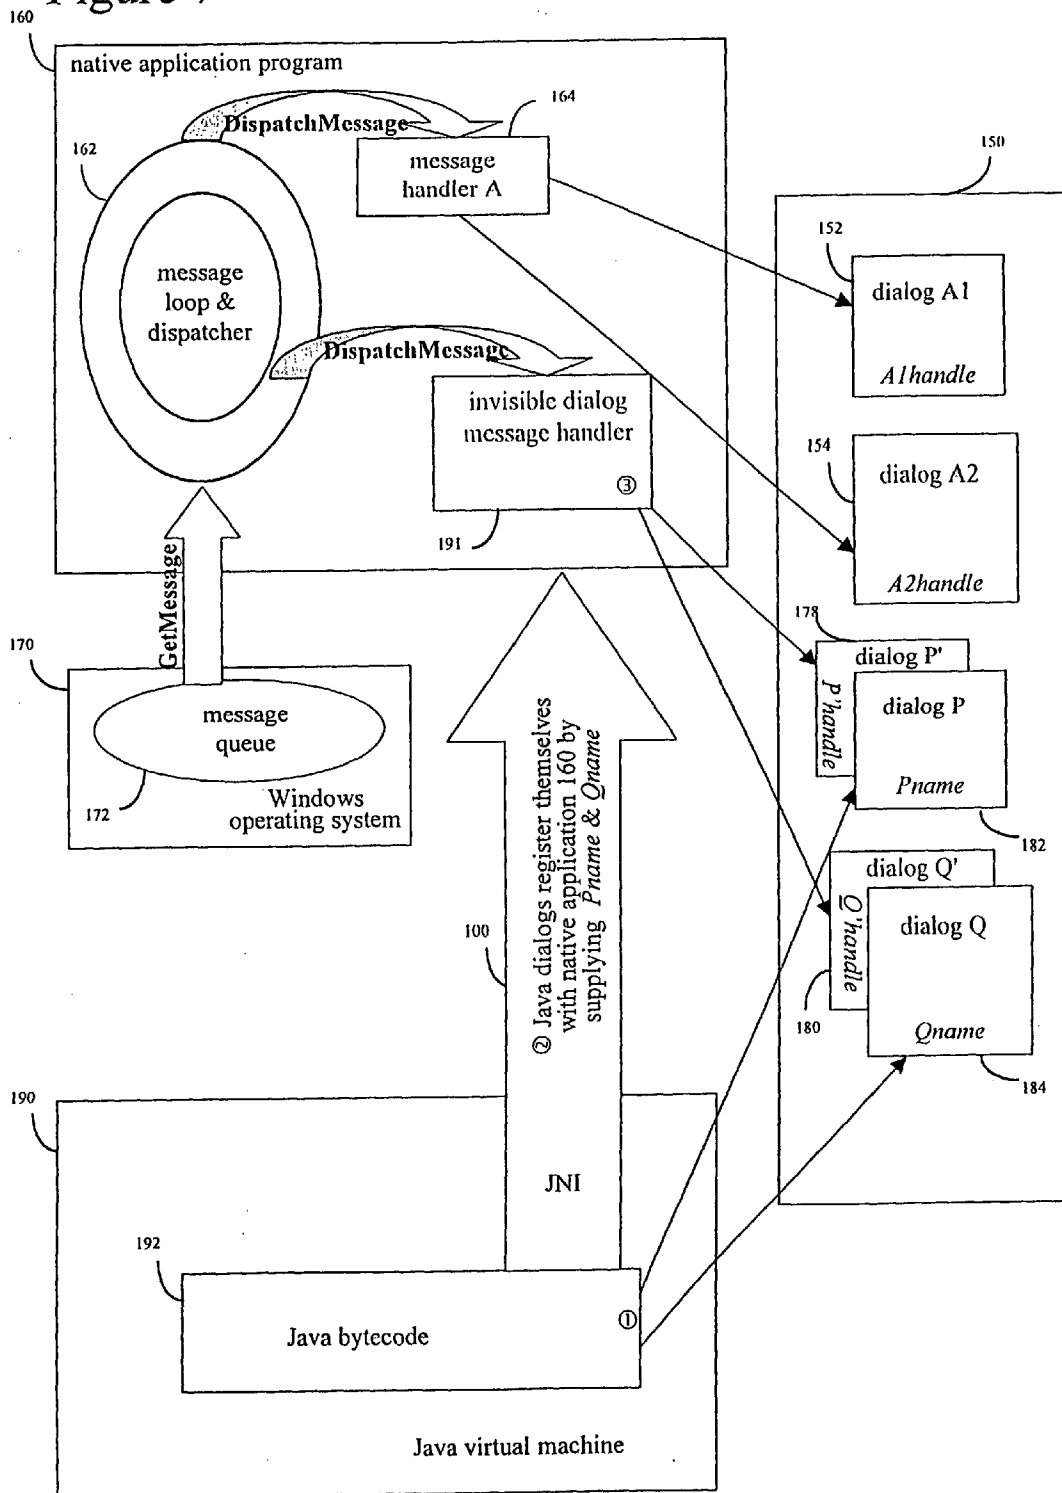 160
native application program
DispatchMessage
164
162
message
handler A
150
152
dialog A1
A1handle
message
loop &
dispatcher
DispatchMessage
invisible dialog
message handler
③
191
154
dialog A2
A2handle
GetMessage
170
message
queue
172
Windows
operating system
178
dialog P'
P'handle
dialog P
Pname
182
dialog Q'
Q'handle
180
dialog Q
Qname
184
100
② Java dialogs register themselves
with native application 160 by
supplying Pname & Qname
JNI
190
192
Java bytecode
①
Java virtual machine